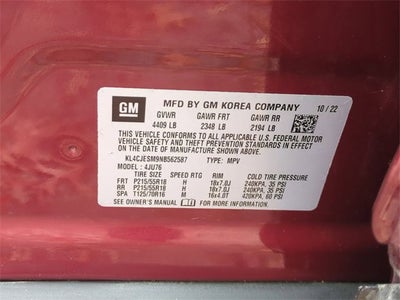 GM
MFD BY GM KOREA COMPANY 10/22
GVWR GAWR FRT GAWR RR
4409 LB 2348 LB 2194 LB
THIS VEHICLE CONFORMS TO ALL APPLICABLE U.S. FEDERAL MOTOR
VEHICLE SAFETY, BUMPER, AND THEFT PREVENTION STANDARDS IN
EFFECT ON THE DATE OF MANUFACTURE SHOWN ABOVE.
KL4CJESM9NB562587 TYPE: MPV
MODEL: 4JU76
TIRE SIZE SPEED RTG RIM COLD TIRE PRESSURE
FRT P215/55R18 H 18x7.0J 240KPA, 35 PSI
RR P215/55R18 H 18x7.0J 240KPA, 35 PSI
SPA T125/70R16 M 16x4.0T 420KPA, 60 PSI
SEE OWNER'S MANUAL